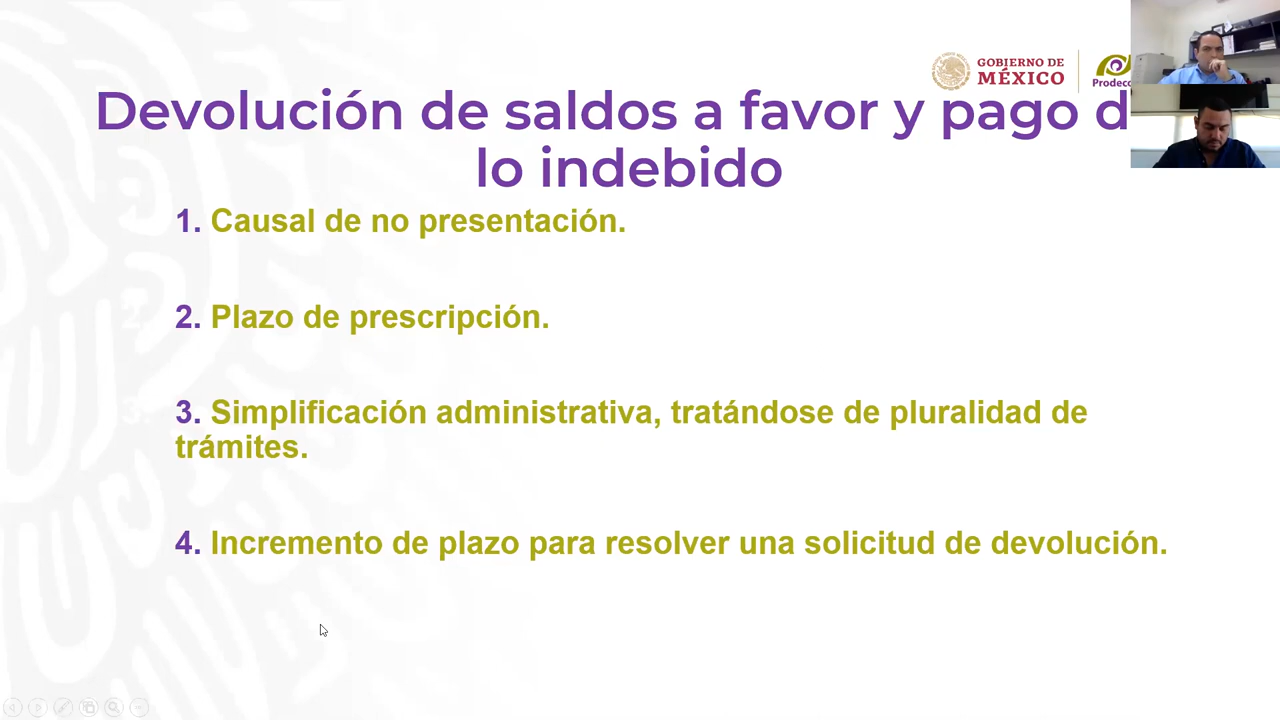 GOBIERNO DE
MÉXICO
Devolución de saldos a favor y pago
lo indebido
1. Causal de no presentación.
2. Plazo de prescripción.
3. Simplificación administrativa, tratándose de pluralidad de
trámites.
4. Incremento de plazo para resolver una solicitud de devolución.